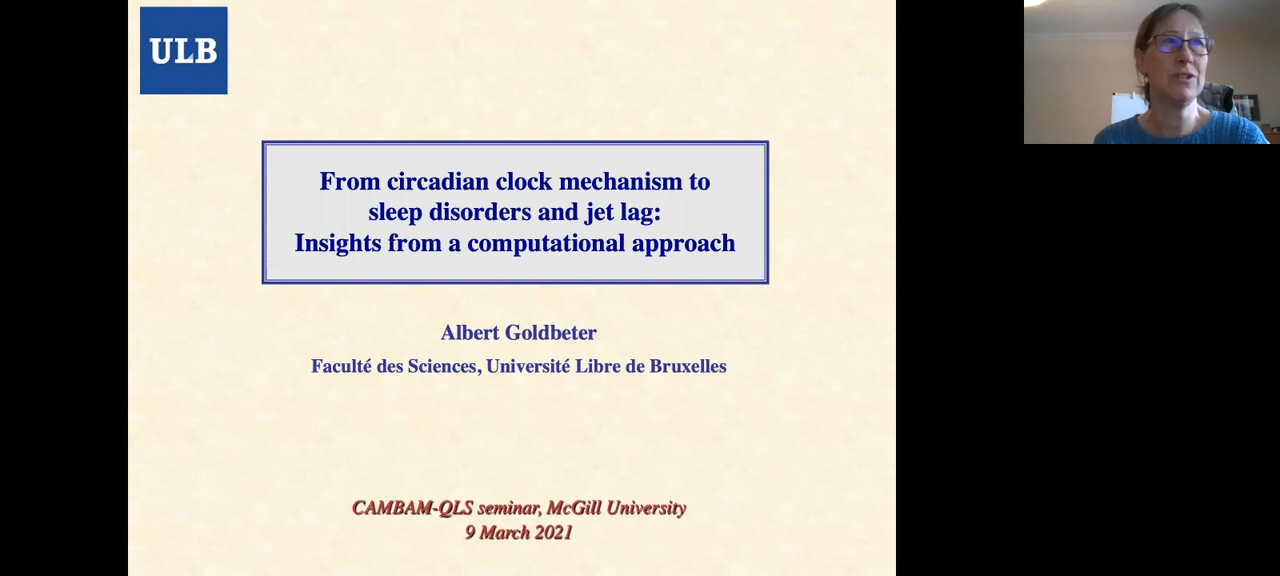 ULB
From circadian clock mechanism to
sleep disorders and jet lag:
Insights from a computational approach
Albert Goldbeter
Faculté des Sciences, Université Libre de Bruxelles
CAMBAM-QLS seminar, McGill University
9 March 2021